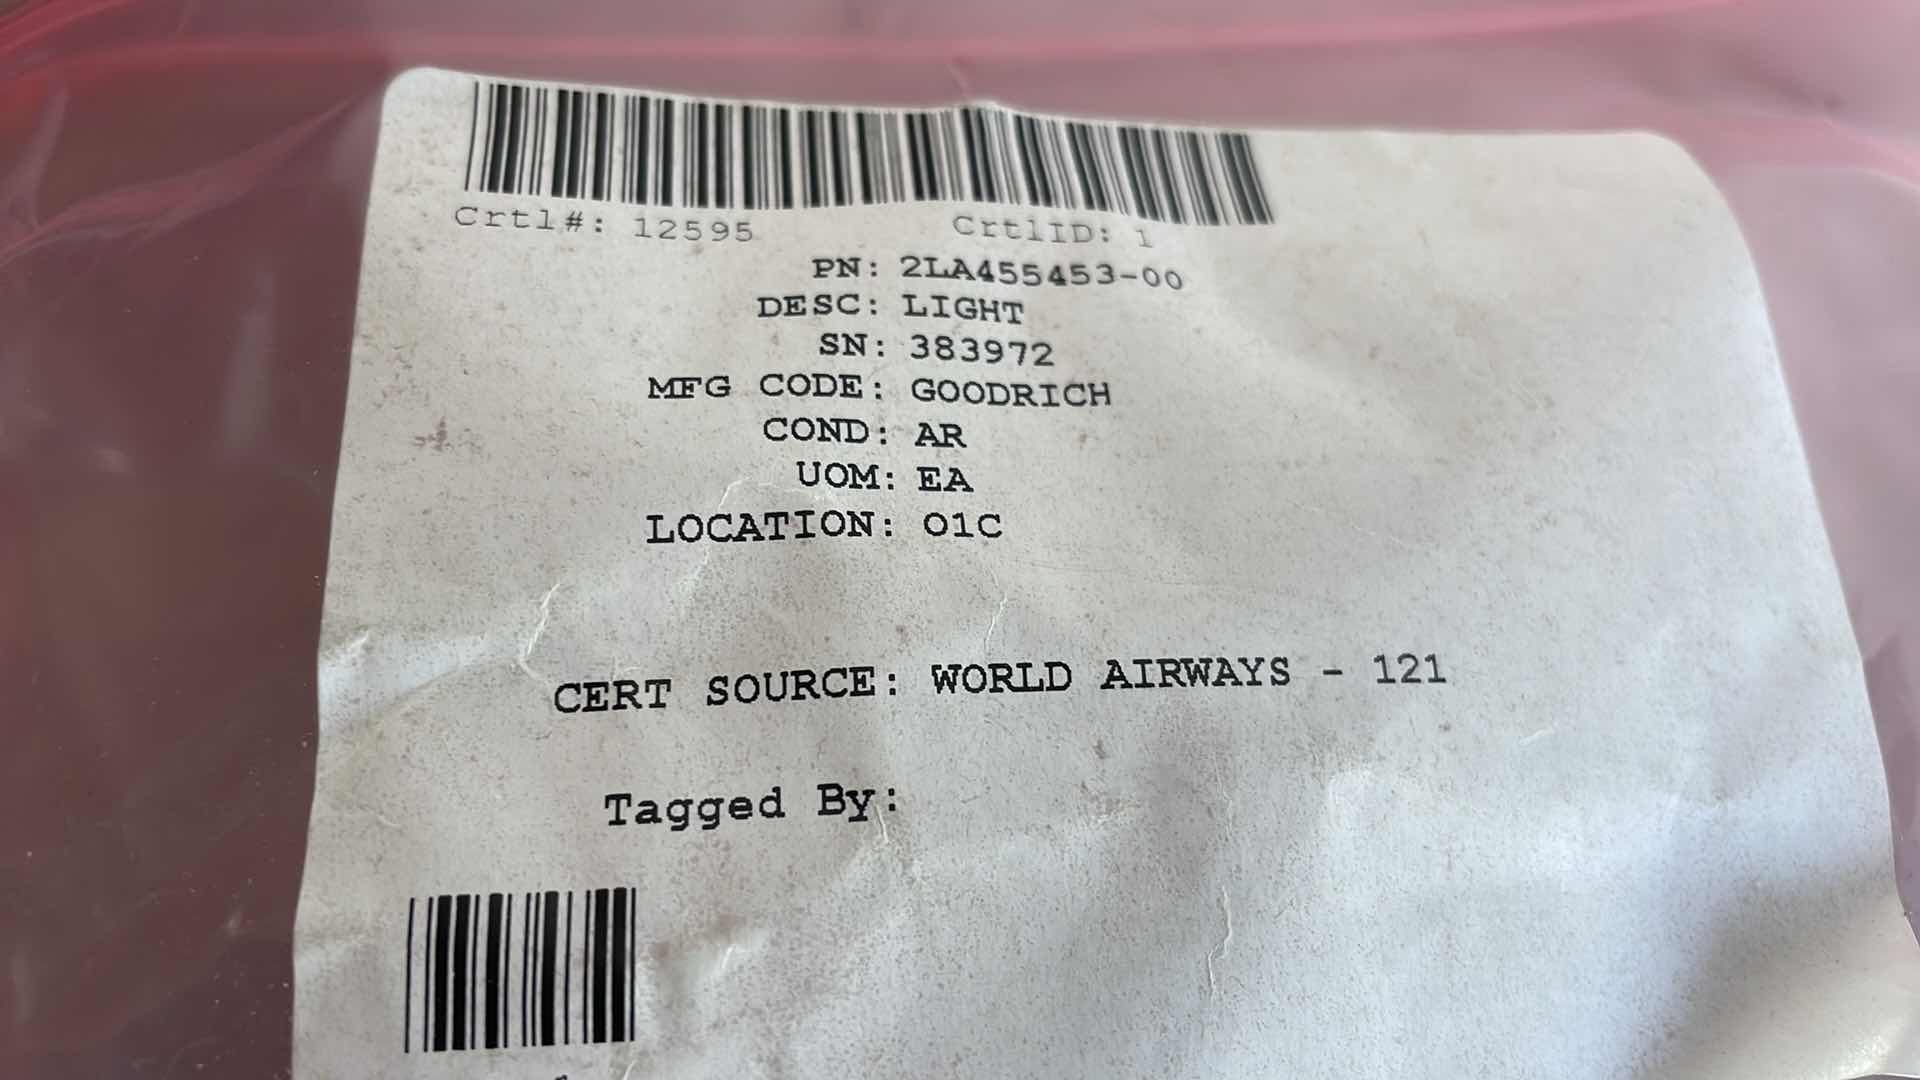 Crtl#: 12595 CrtlID: 1
PN: 2LA455453-00
DESC: LIGHT
SN: 383972
MFG CODE: GOODRICH
COND: AR
UOM: EA
LOCATION: O1C
CERT SOURCE: WORLD AIRWAYS - 121
Tagged By: